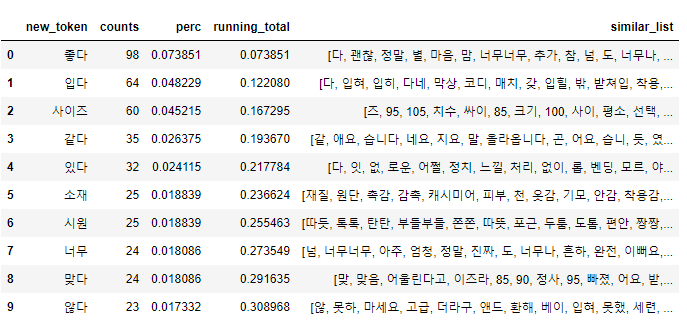 new_token counts perc running_total similar_list
0 좋다 98 0.073851 0.073851 [다, 괜찮, 정말, 별, 마음, 맘, 너무너무, 추가, 참, 넘, 도, 너무나, ...
1 입다 64 0.048229 0.122080 [다, 입혀, 입히, 다네, 막상, 코디, 매치, 갖, 입힐, 밖, 받쳐입, 착용,...
2 사이즈 60 0.045215 0.167295 [즈, 95, 105, 치수, 싸이, 85, 크기, 100, 사이, 평소, 선택, ...
3 같다 35 0.026375 0.193670 [같, 애요, 습니다, 네요, 지요, 말, 돌라옵니다, 곤, 어요, 습니, 듯, 였...
4 있다 32 0.024115 0.217784 [다, 잇, 없, 로운, 어쩔, 정치, 느낄, 처리, 없이, 롭, 벤딩, 모르, 야...
5 소재 25 0.018839 0.236624 [재질, 원단, 촉감, 감촉, 캐시미어, 피부, 천, 옷감, 기모, 안감, 착용감,...
6 시원 25 0.018839 0.255463 [따듯, 톡톡, 탄탄, 부들부들, 쫀쫀, 따뜻, 포근, 두툼, 도톰, 편안, 짱짱,...
7 너무 24 0.018086 0.273549 [넘, 너무너무, 아주, 엄청, 정말, 진짜, 도, 너무나, 흔하, 완전, 이뻐요,...
8 맞다 24 0.018086 0.291635 [맞, 맞음, 어울린다고, 이즈라, 85, 90, 정사, 95, 빠졌, 어요, 받,...
9 않다 23 0.017332 0.308968 [않, 못하, 마세요, 고급, 더라구, 앤드, 환해, 베이, 입혀, 못했, 세련, ...